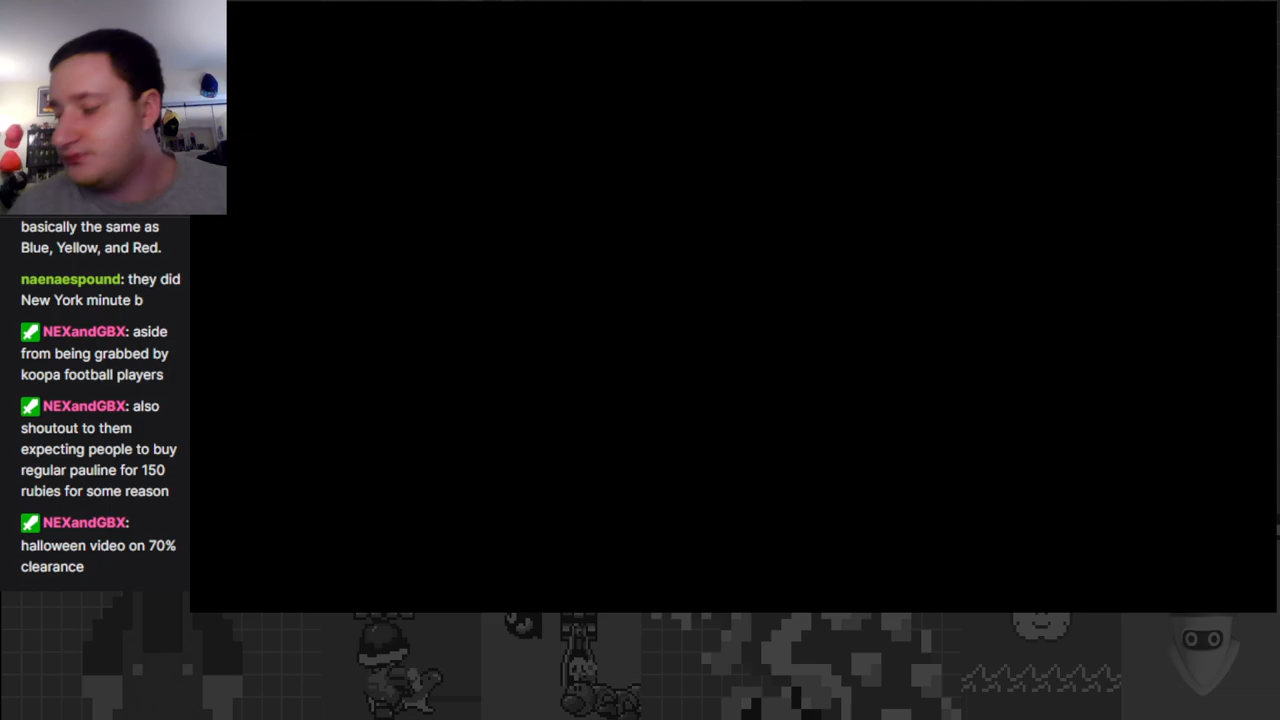 basically the same as
Blue, Yellow, and Red.
naenaespound: they did
New York minute b
NEXandGBX: aside
from being grabbed by
koopa football players
NEXandGBX: also
shoutout to them
expecting people to buy
regular pauline for 150
rubies for some reason
NEXandGBX:
halloween video on 70%
clearance